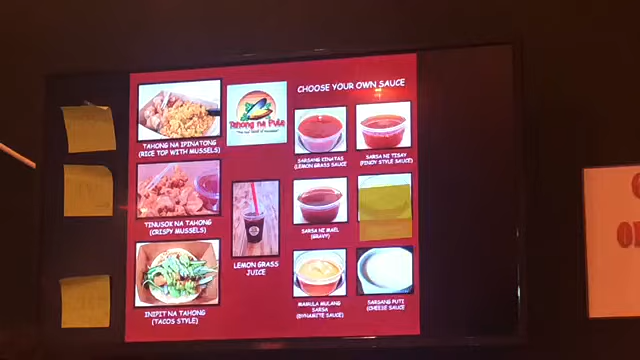 TAHONG NA IPINATONG
(RICE TOP WITH MUSSELS)
TINUSOK NA TAHONG
(CRISPY MUSSELS)
INIPIT NA TAHONG
(TACOS STYLE)
Tahong na Pula
LEMON GRASS
JUICE
CHOOSE YOUR OWN SAUCE
SARSANG KINATAS
(LEMON GRASS SAUCE
SARSA NI TISAY
(PINOY STYLE SAUCE)
SARSA NI MAEL
(GRAVY)
MAMULA MULANG
SARSA
(DYNAMITE SAUCE)
SARSANG PUTI
(CHEESE SAUCE)